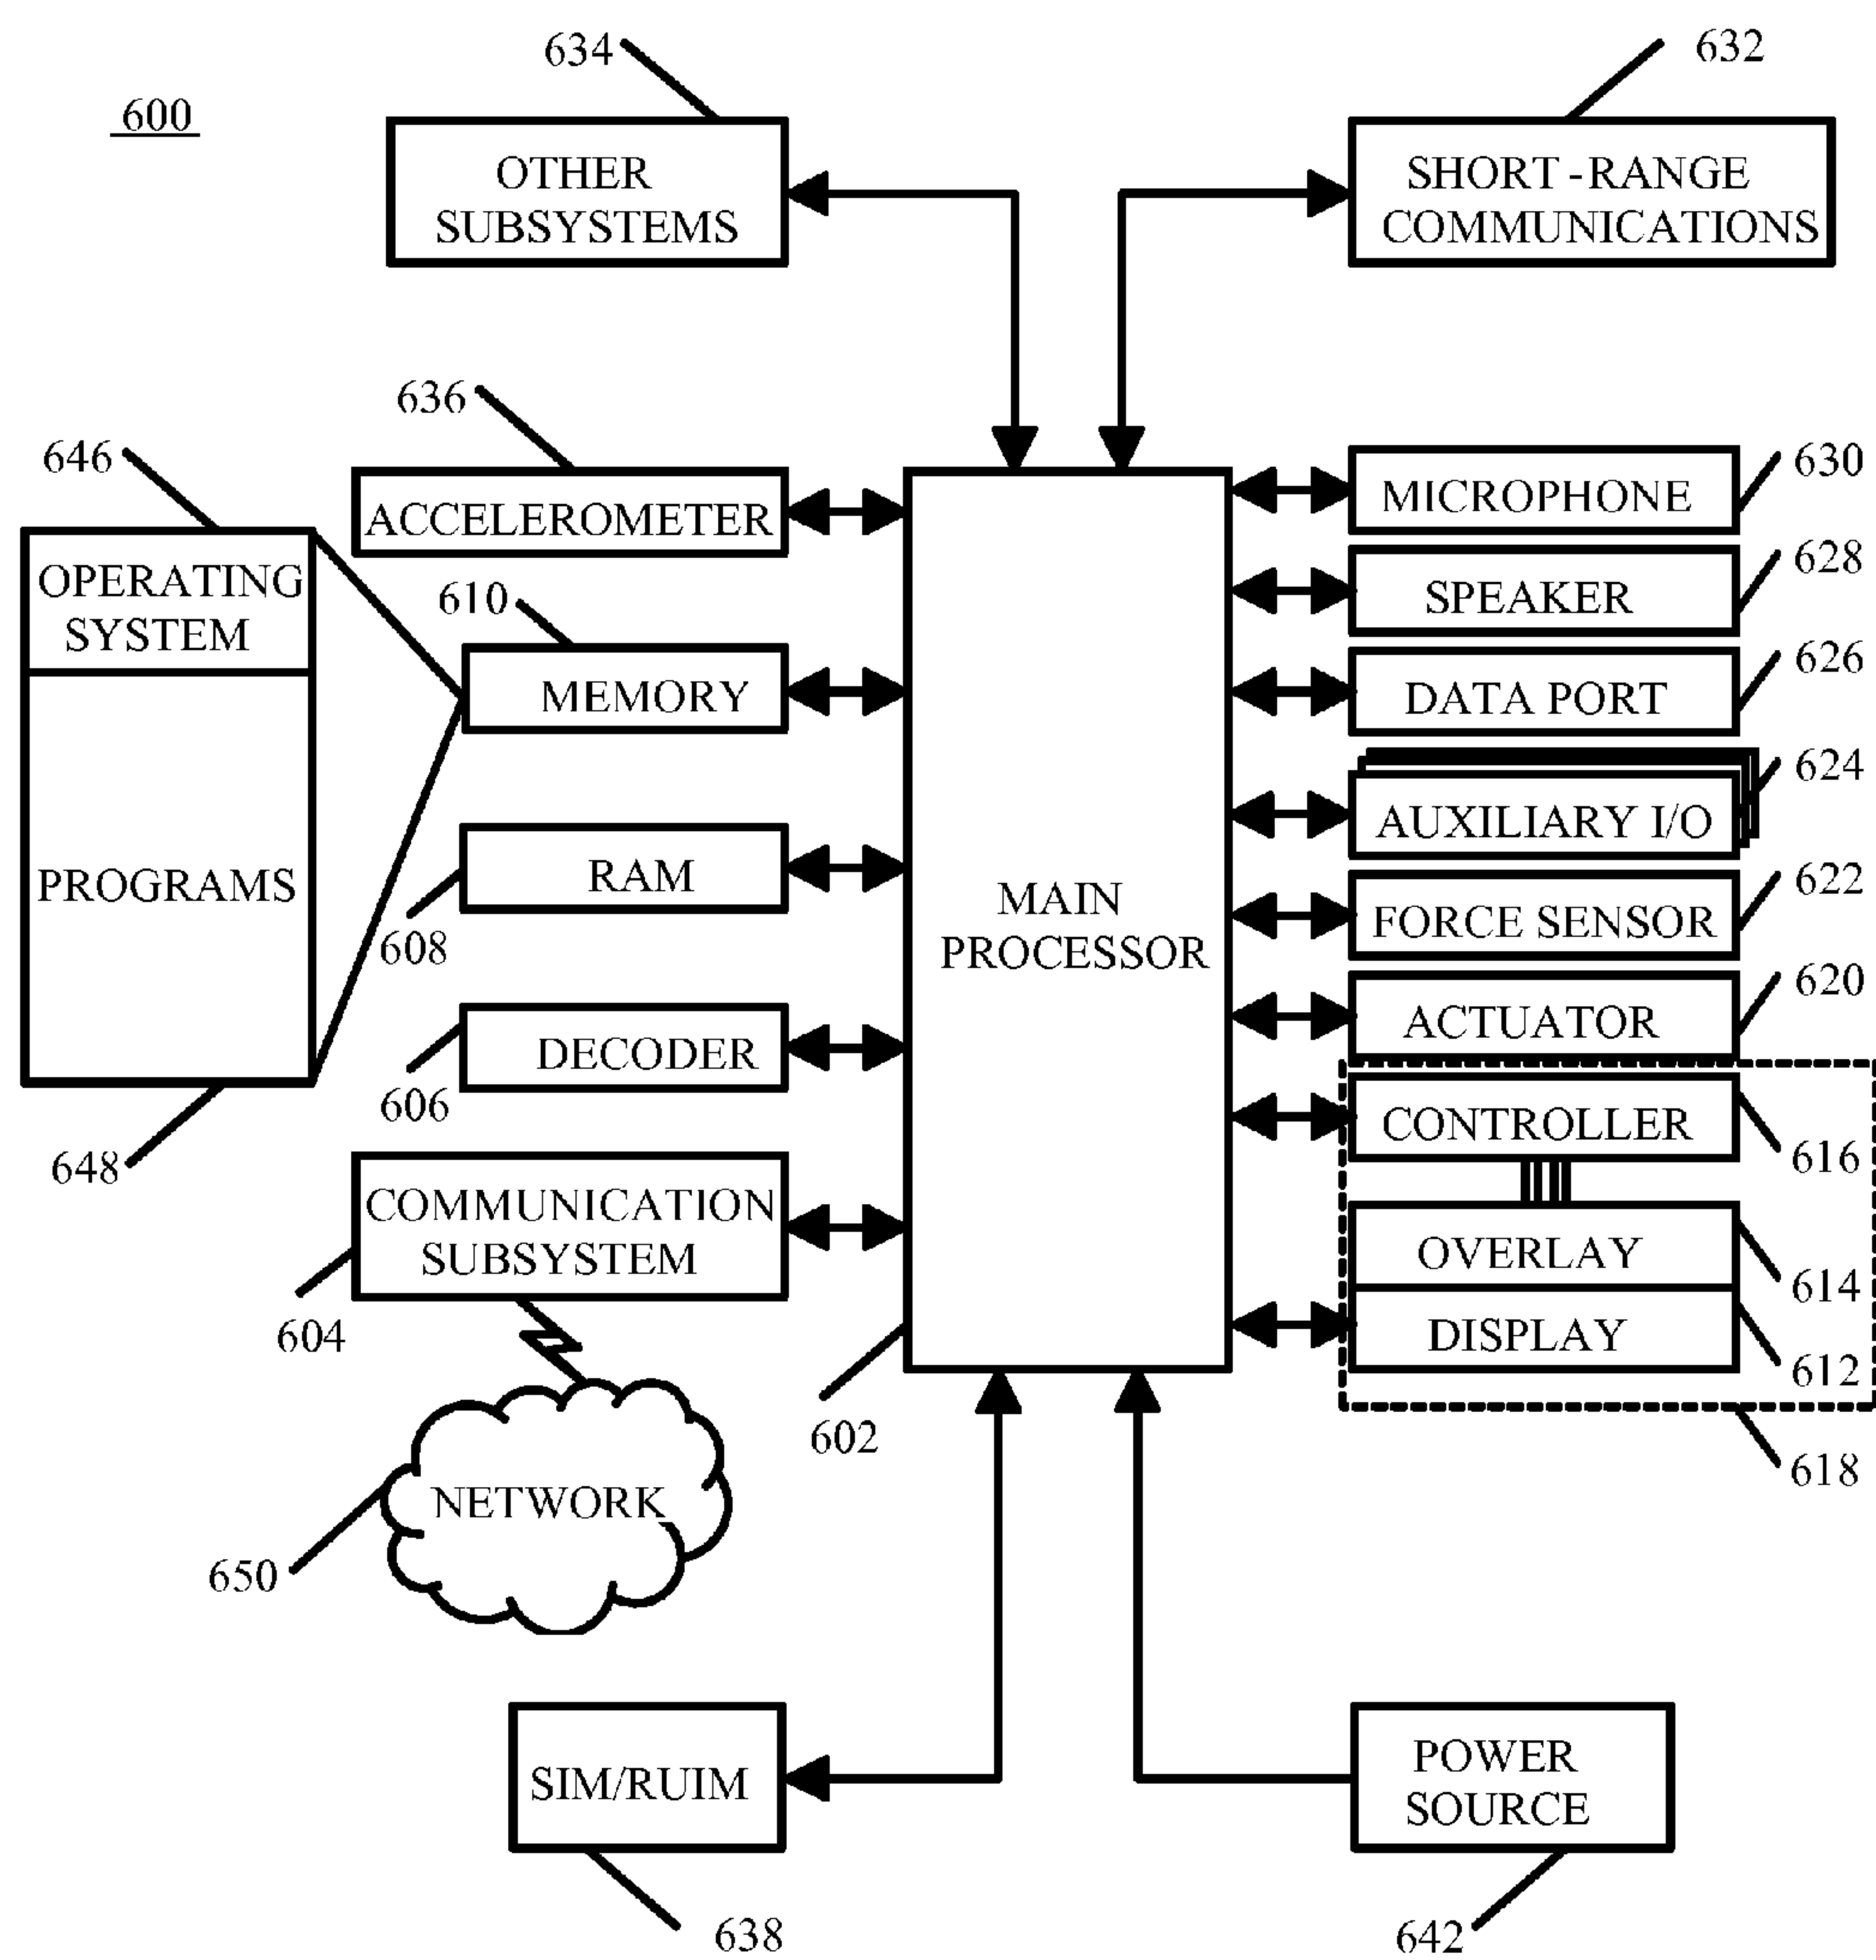 634
632
600
OTHER
SUBSYSTEMS
SHORT-RANGE
COMMUNICATIONS
636
646
630
ACCELEROMETER
MICROPHONE
628
OPERATING
SYSTEM
610
SPEAKER
626
MEMORY
DATA PORT
624
AUXILIARY I/O
PROGRAMS
RAM
622
MAIN
PROCESSOR
608
FORCE SENSOR
620
ACTUATOR
DECODER
606
CONTROLLER
648
616
COMMUNICATION
SUBSYSTEM
OVERLAY
614
604
DISPLAY
612
602
618
NETWORK
650
SIM/RUIM
POWER
SOURCE
638
642